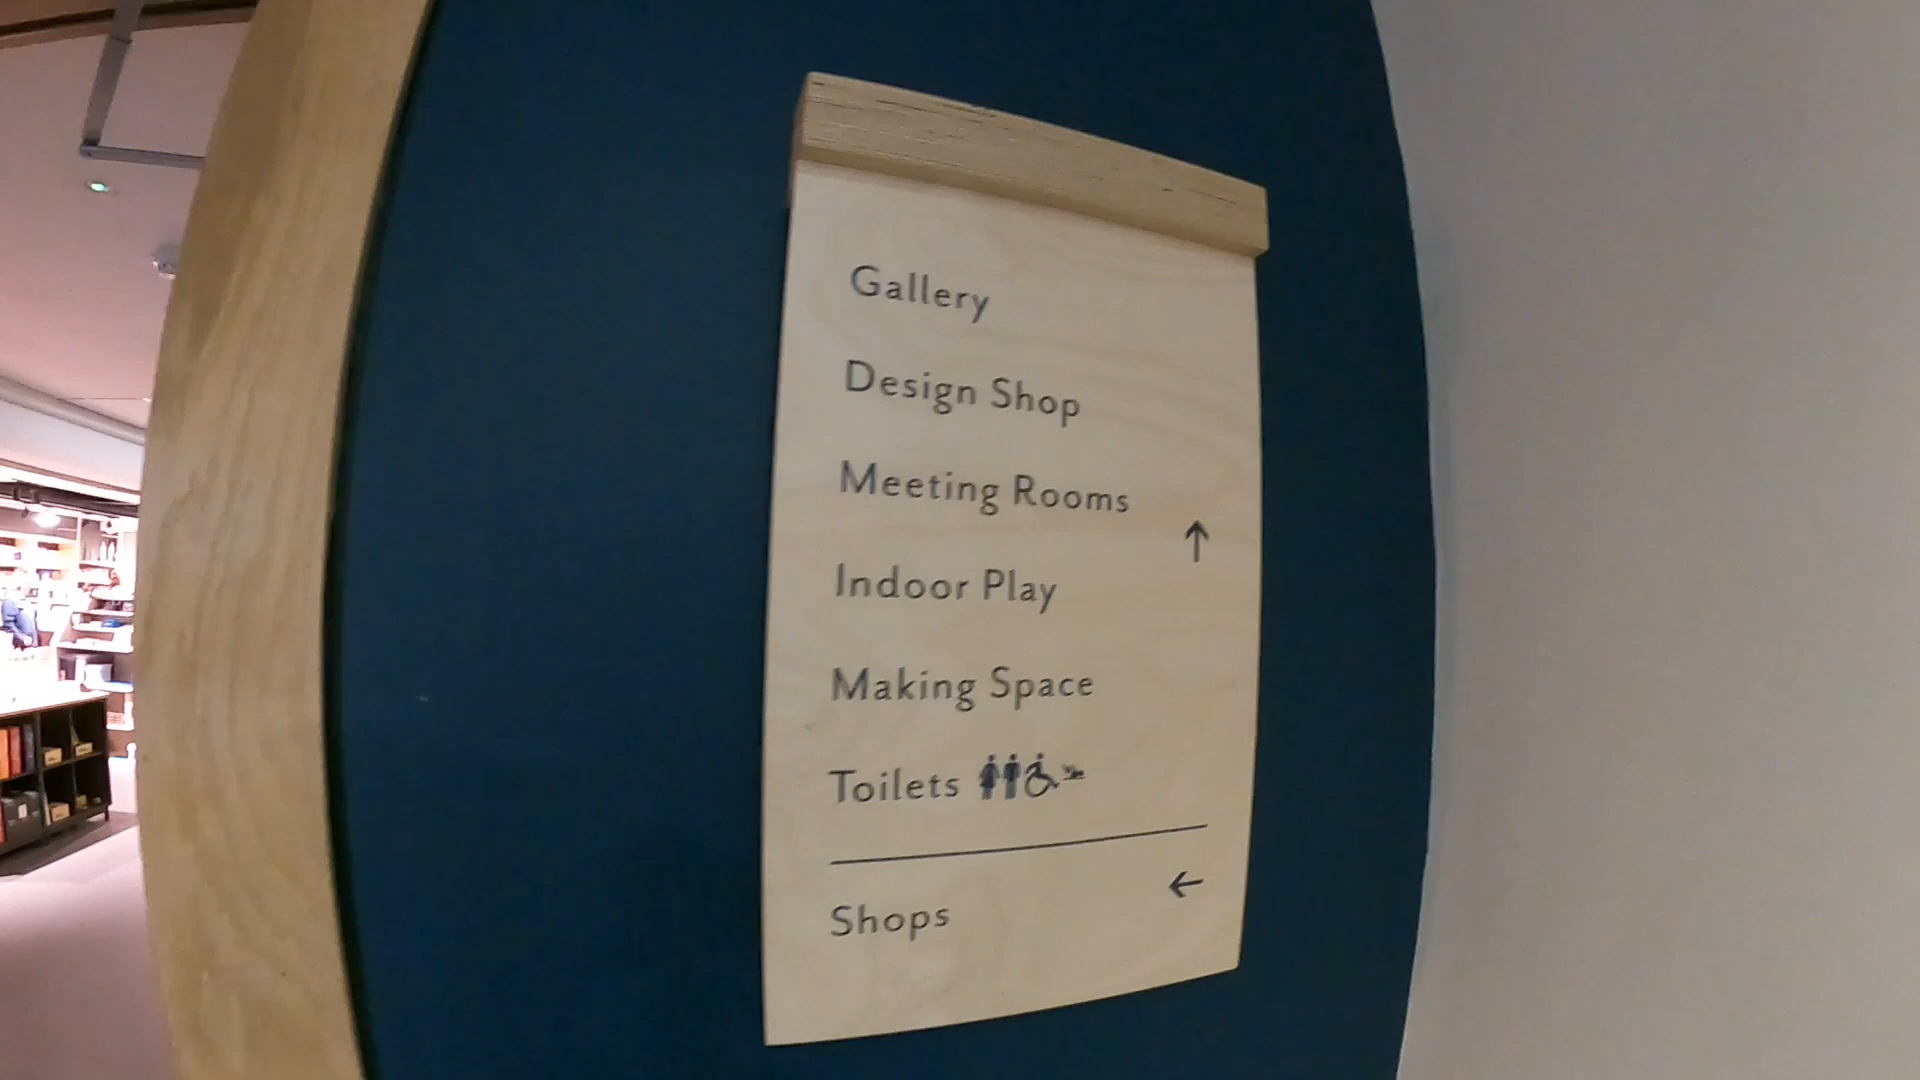 Gallery
Design Shop
Meeting Rooms
↑
Indoor Play
Making Space
Toilets
←
Shops